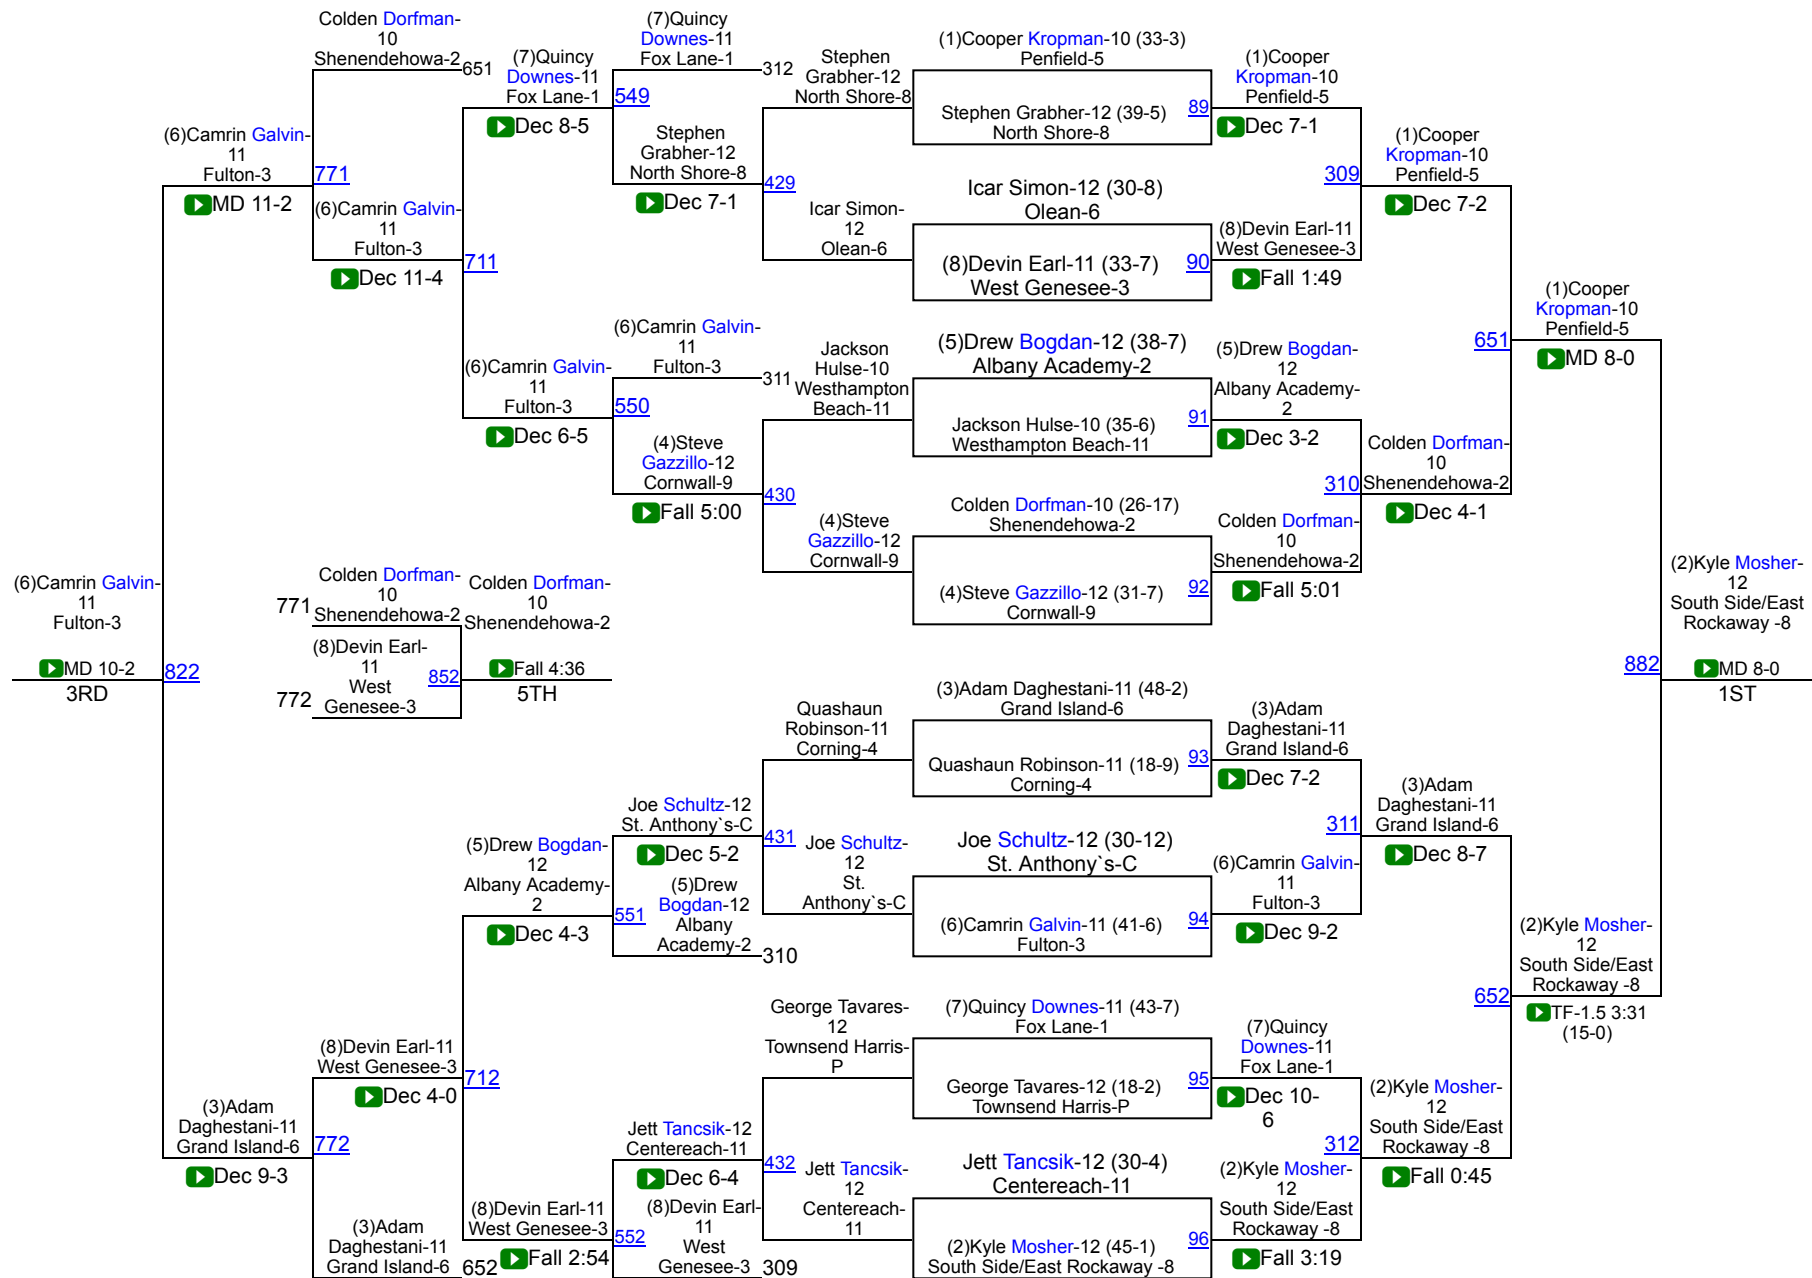 Colden Dorfman-
10
Shenendehowa-2
651
(6)Camrin Galvin-
11
Fulton-3
771
MD 11-2
(6)Camrin Galvin-
11
Fulton-3
Dec 11-4
(7)Quincy
Downes-11
Fox Lane-1
549
Dec 8-5
711
(7)Quincy
Downes-11
Fox Lane-1
312
Stephen
Grabher-12
North Shore-8
429
Dec 7-1
Stephen
Grabher-12
North Shore-8
Icar Simon-
12
Olean-6
(1)Cooper Kropman-10 (33-3)
Penfield-5
Stephen Grabher-12 (39-5)
North Shore-8
89
Icar Simon-12 (30-8)
Olean-6
(8)Devin Earl-11 (33-7)
West Genesee-3
90
(1)Cooper
Kropman-10
Penfield-5
Dec 7-1
309
(8)Devin Earl-11
West Genesee-3
Fall 1:49
(1)Cooper
Kropman-10
Penfield-5
Dec 7-2
(6)Camrin Galvin-
11
Fulton-3
550
Dec 6-5
(6)Camrin Galvin-
11
Fulton-3
311
(4)Steve
Gazzillo-12
Cornwall-9
430
Fall 5:00
Jackson
Hulse-10
Westhampton
Beach-11
(4)Steve
Gazzillo-12
Cornwall-9
(5)Drew Bogdan-12 (38-7)
Albany Academy-2
Jackson Hulse-10 (35-6)
Westhampton Beach-11
91
Colden Dorfman-10 (26-17)
Shenendehowa-2
(4)Steve Gazzillo-12 (31-7)
Cornwall-9
92
(5)Drew Bogdan-
12
Albany Academy-
2
Dec 3-2
310
Colden Dorfman-
10
Shenendehowa-2
Fall 5:01
Colden Dorfman-
10
Shenendehowa-2
Dec 4-1
651
(1)Cooper
Kropman-10
Penfield-5
MD 8-0
(6)Camrin Galvin-
11
Fulton-3
MD 10-2
3RD
822
771
Colden Dorfman-
10
Shenendehowa-2
772
(8)Devin Earl-
11
West
Genesee-3
852
Colden Dorfman-
10
Shenendehowa-2
Fall 4:36
5TH
882
(2)Kyle Mosher-
12
South Side/East
Rockaway -8
MD 8-0
1ST
(5)Drew Bogdan-
12
Albany Academy-
2
551
Dec 4-3
Joe Schultz-12
St. Anthony`s-C
431
Dec 5-2
(5)Drew
Bogdan-12
Albany
Academy-2
310
Quashaun
Robinson-11
Corning-4
Joe Schultz-
12
St.
Anthony`s-C
(3)Adam Daghestani-11 (48-2)
Grand Island-6
Quashaun Robinson-11 (18-9)
Corning-4
93
Joe Schultz-12 (30-12)
St. Anthony`s-C
(6)Camrin Galvin-11 (41-6)
Fulton-3
94
(3)Adam
Daghestani-11
Grand Island-6
Dec 7-2
311
(6)Camrin Galvin-
11
Fulton-3
Dec 9-2
(3)Adam
Daghestani-11
Grand Island-6
Dec 8-7
652
(2)Kyle Mosher-
12
South Side/East
Rockaway -8
TF-1.5 3:31
(15-0)
(3)Adam
Daghestani-11
Grand Island-6
772
Dec 9-3
(8)Devin Earl-11
West Genesee-3
712
Dec 4-0
(3)Adam
Daghestani-11
Grand Island-6
652
(8)Devin Earl-11
West Genesee-3
552
Fall 2:54
Jett Tancsik-12
Centereach-11
432
Dec 6-4
(8)Devin Earl-
11
West
Genesee-3
309
George Tavares-
12
Townsend Harris-
P
Jett Tancsik-
12
Centereach-
11
(7)Quincy Downes-11 (43-7)
Fox Lane-1
George Tavares-12 (18-2)
Townsend Harris-P
95
Jett Tancsik-12 (30-4)
Centereach-11
(2)Kyle Mosher-12 (45-1)
South Side/East Rockaway -8
96
(7)Quincy
Downes-11
Fox Lane-1
Dec 10-
6
312
(2)Kyle Mosher-
12
South Side/East
Rockaway -8
Fall 3:19
(2)Kyle Mosher-
12
South Side/East
Rockaway -8
Fall 0:45